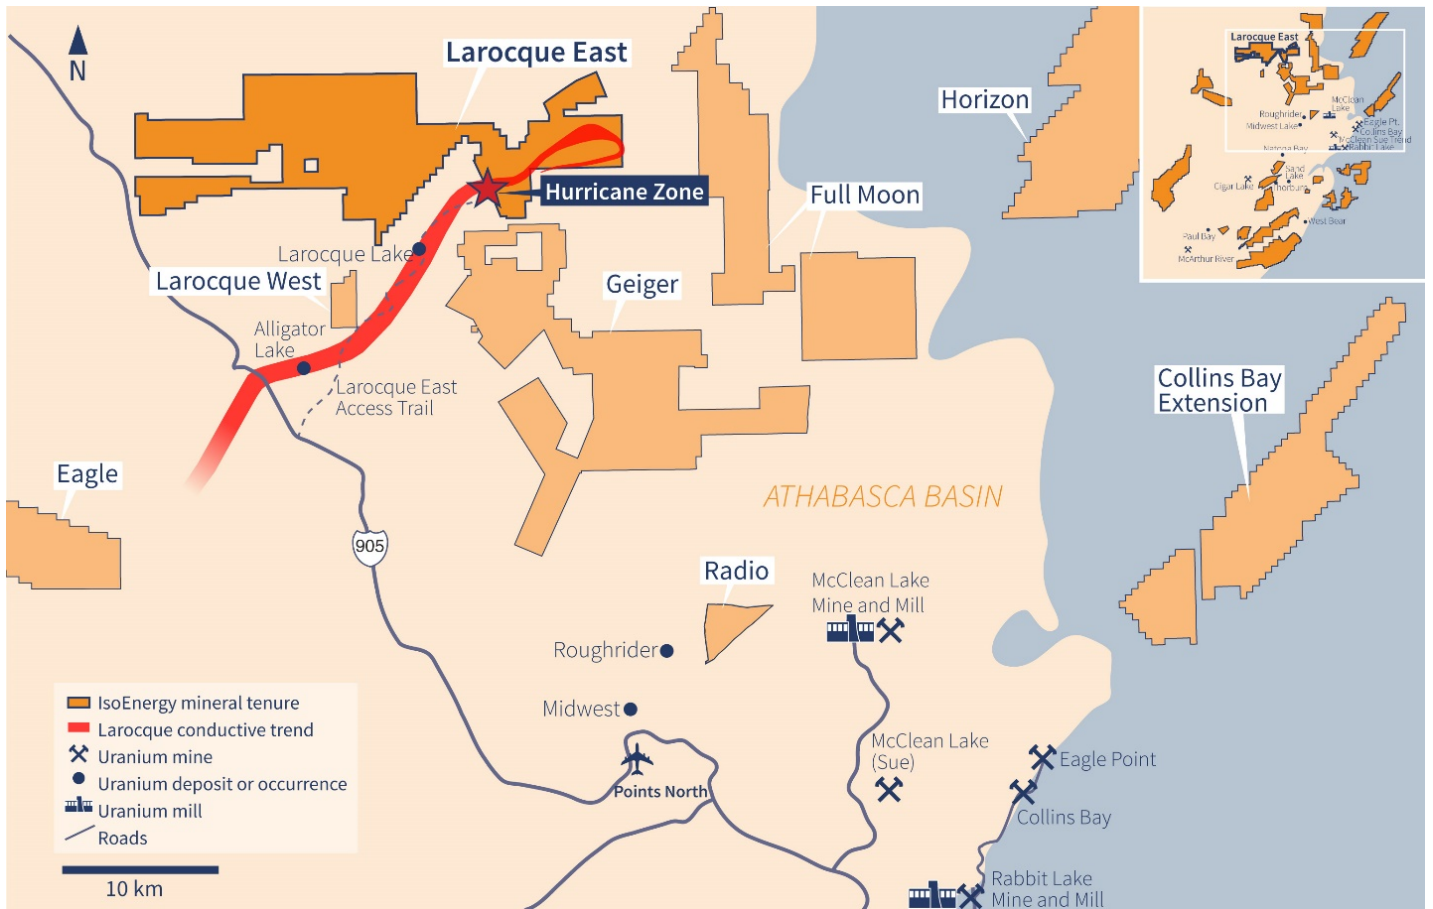 N
Larocque East
Hurricane Zone
Larocque Lake
Larocque West
Alligator
Lake
Larocque East
Access Trail
Geiger
Full Moon
Horizon
Collins Bay
Extension
Eagle
905
ATHABASCA BASIN
Radio
McClean Lake
Mine and Mill
Roughrider
Midwest
Points North
McClean Lake
(Sue)
Eagle Point
Collins Bay
Rabbit Lake
Mine and Mill
IsoEnergy mineral tenure
Larocque conductive trend
Uranium mine
Uranium deposit or occurrence
Uranium mill
Roads
10 km
Larocque East
McClean
Lake
Roughrider
Midwest Lake
Eagle Pt.
Collins Bay
McClean Sue Trend
Rabbit Lake
Sand
Lake
Cigar Lake
Thorburn
West Bear
Paul Bay
McArthur River